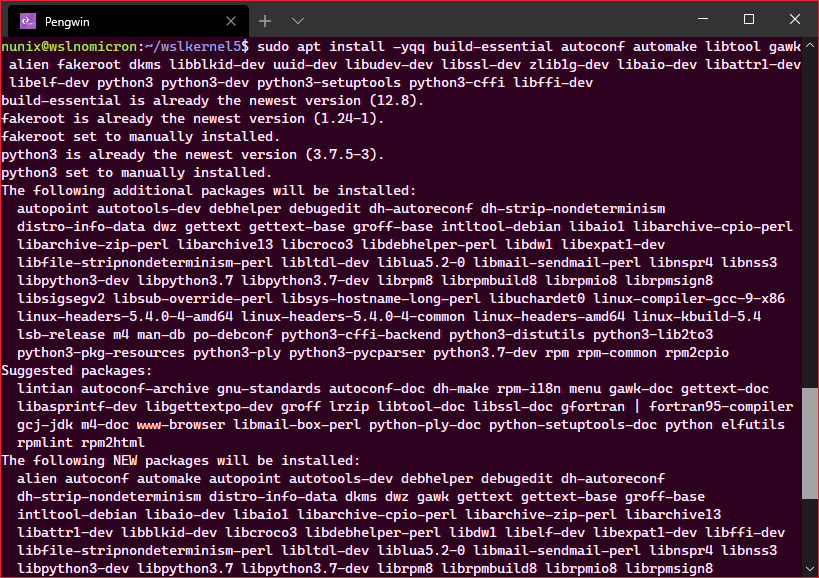 Pengwin
nunix@wslnomicron:~/wslkernel5$ sudo apt install -yqq build-essential autoconf automake libtool gawk
alien fakeroot dkms libblkid-dev uuid-dev libudev-dev libssl-dev zlib1g-dev libaio-dev libattr1-dev
libelf-dev python3 python3-dev python3-setuptools python3-cffi libffi-dev
build-essential is already the newest version (12.8).
fakeroot is already the newest version (1.24-1).
fakeroot set to manually installed.
python3 is already the newest version (3.7.5-3).
python3 set to manually installed.
The following additional packages will be installed:
autopoint autotools-dev debhelper debugedit dh-autoreconf dh-strip-nondeterminism
distro-info-data dwz gettext gettext-base groff-base intltool-debian libaio1 libarchive-cpio-perl
libarchive-zip-perl libarchive13 libcroco3 libdebhelper-perl libdw1 libexpat1-dev
libfile-stripnondeterminism-perl libltdl-dev liblua5.2-0 libmail-sendmail-perl libnspr4 libnss3
libpython3-dev libpython3.7 libpython3.7-dev librpm8 librpmbuild8 librpmio8 librpmsign8
libsigsegv2 libsub-override-perl libsys-hostname-long-perl libuchardet0 linux-compiler-gcc-9-x86
linux-headers-5.4.0-4-amd64 linux-headers-5.4.0-4-common linux-headers-amd64 linux-kbuild-5.4
lsb-release m4 man-db po-debconf python3-cffi-backend python3-distutils python3-lib2to3
python3-pkg-resources python3-ply python3-pycparser python3.7-dev rpm rpm-common rpm2cpio
Suggested packages:
lintian autoconf-archive gnu-standards autoconf-doc dh-make rpm-i18n menu gawk-doc gettext-doc
libasprintf-dev libgettextpo-dev groff lrzip libtool-doc libssl-doc gfortran | fortran95-compiler
gcj-jdk m4-doc www-browser libmail-box-perl python-ply-doc python-setuptools-doc python elfutils
rpmlint rpm2html
The following NEW packages will be installed:
alien autoconf automake autopoint autotools-dev debhelper debugedit dh-autoreconf
dh-strip-nondeterminism distro-info-data dkms dwz gawk gettext gettext-base groff-base
intltool-debian libaio-dev libaio1 libarchive-cpio-perl libarchive-zip-perl libarchive13
libattr1-dev libblkid-dev libcroco3 libdebhelper-perl libdw1 libelf-dev libexpat1-dev libffi-dev
libfile-stripnondeterminism-perl libltdl-dev liblua5.2-0 libmail-sendmail-perl libnspr4 libnss3
libpython3-dev libpython3.7 libpython3.7-dev librpm8 librpmbuild8 librpmio8 librpmsign8